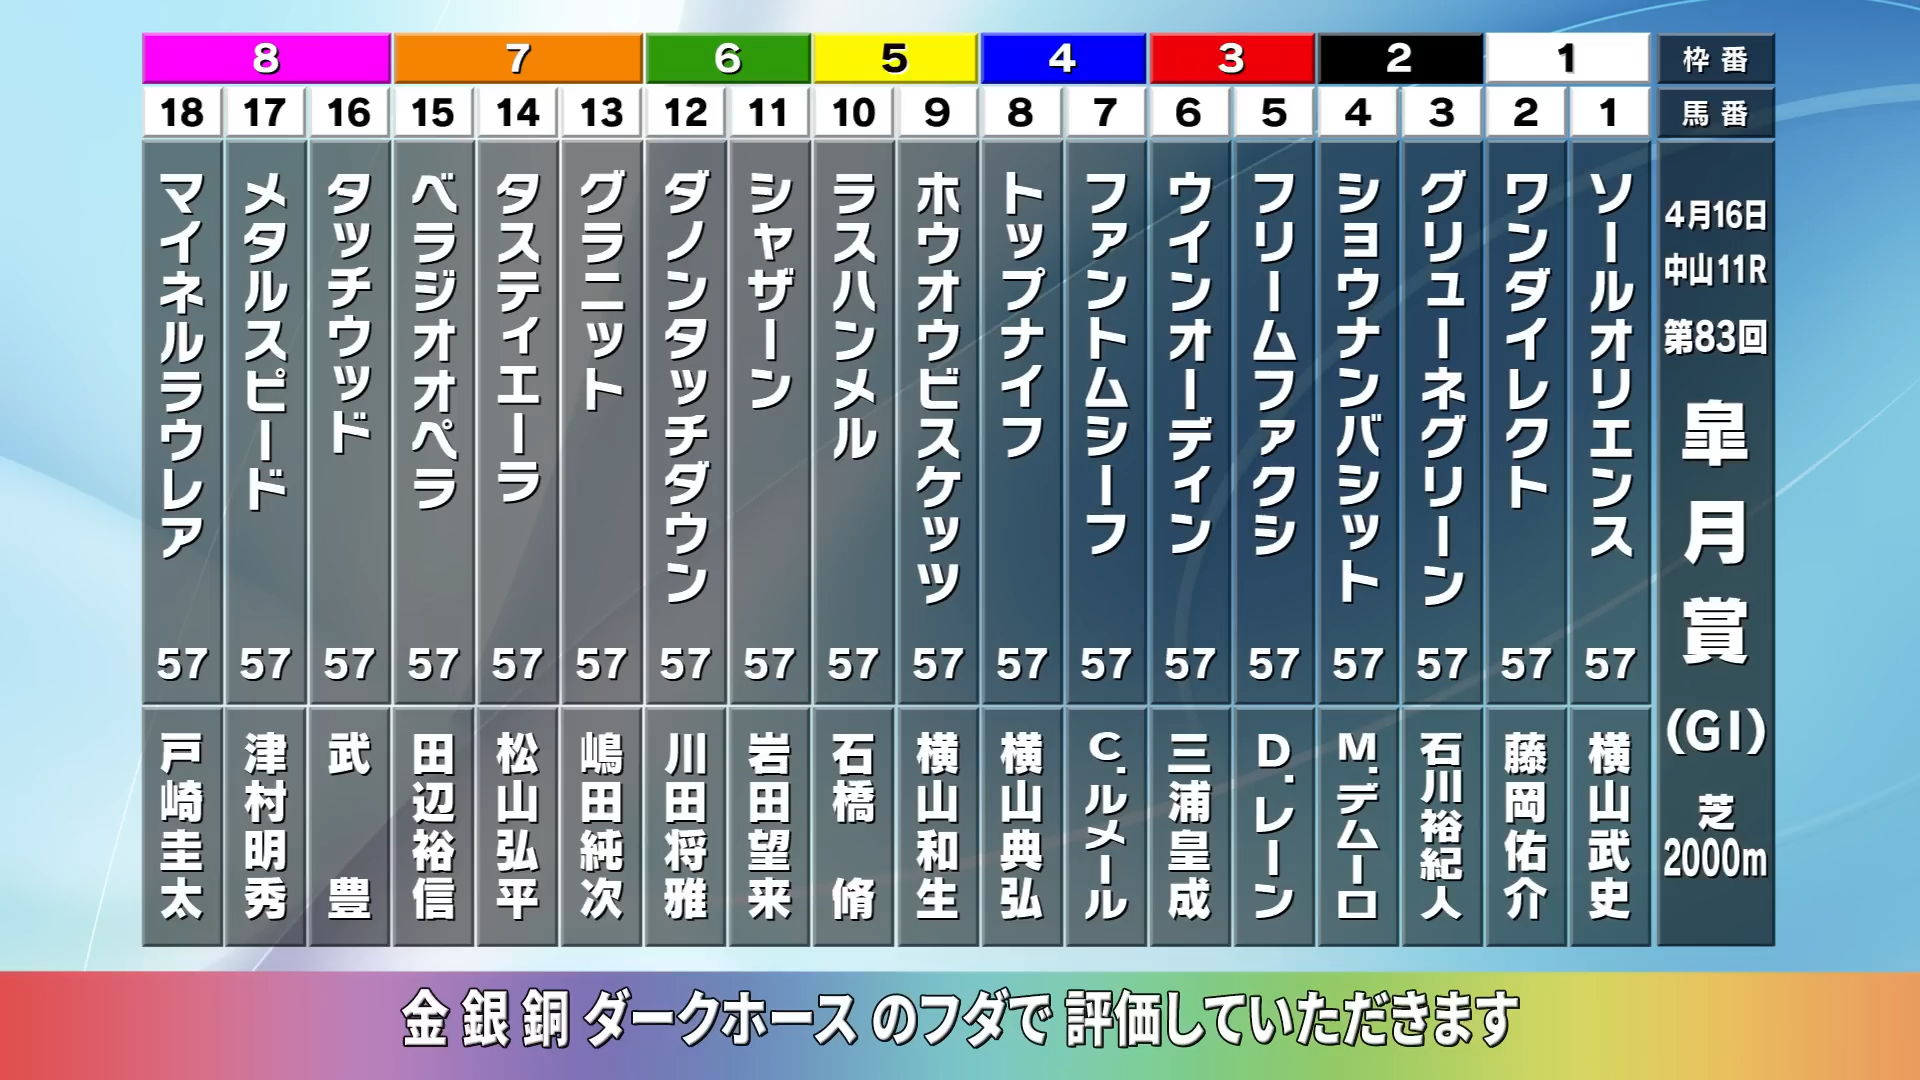 枠番
馬番
4月16日
中山11R
第83回
皐月賞
(GI)
芝
2000m
1
1
ソールオリエンス
57
横山武史
2
ワンダイレクト
57
藤岡佑介
2
3
グリューネグリーン
57
石川裕紀人
4
ショウナンバシット
57
M.デムーロ
3
5
フリームファクシ
57
D.レーン
6
ウインオーディン
57
三浦皇成
4
7
ファントムシーフ
57
C.ルメール
8
トップナイフ
57
横山典弘
5
9
ホウオウビスケッツ
57
横山和生
10
ラスハンメル
57
石橋脩
6
11
シャザーン
57
岩田望来
12
ダノンタッチダウン
57
川田将雅
7
13
グラニット
57
嶋田純次
14
タスティエーラ
57
松山弘平
15
ベラジオオペラ
57
田辺裕信
8
16
タッチウッド
57
武豊
17
メタルスピード
57
津村明秀
18
マイネルラウレア
57
戸崎圭太
金 銀 銅 ダークホース のフダで 評価していただきます